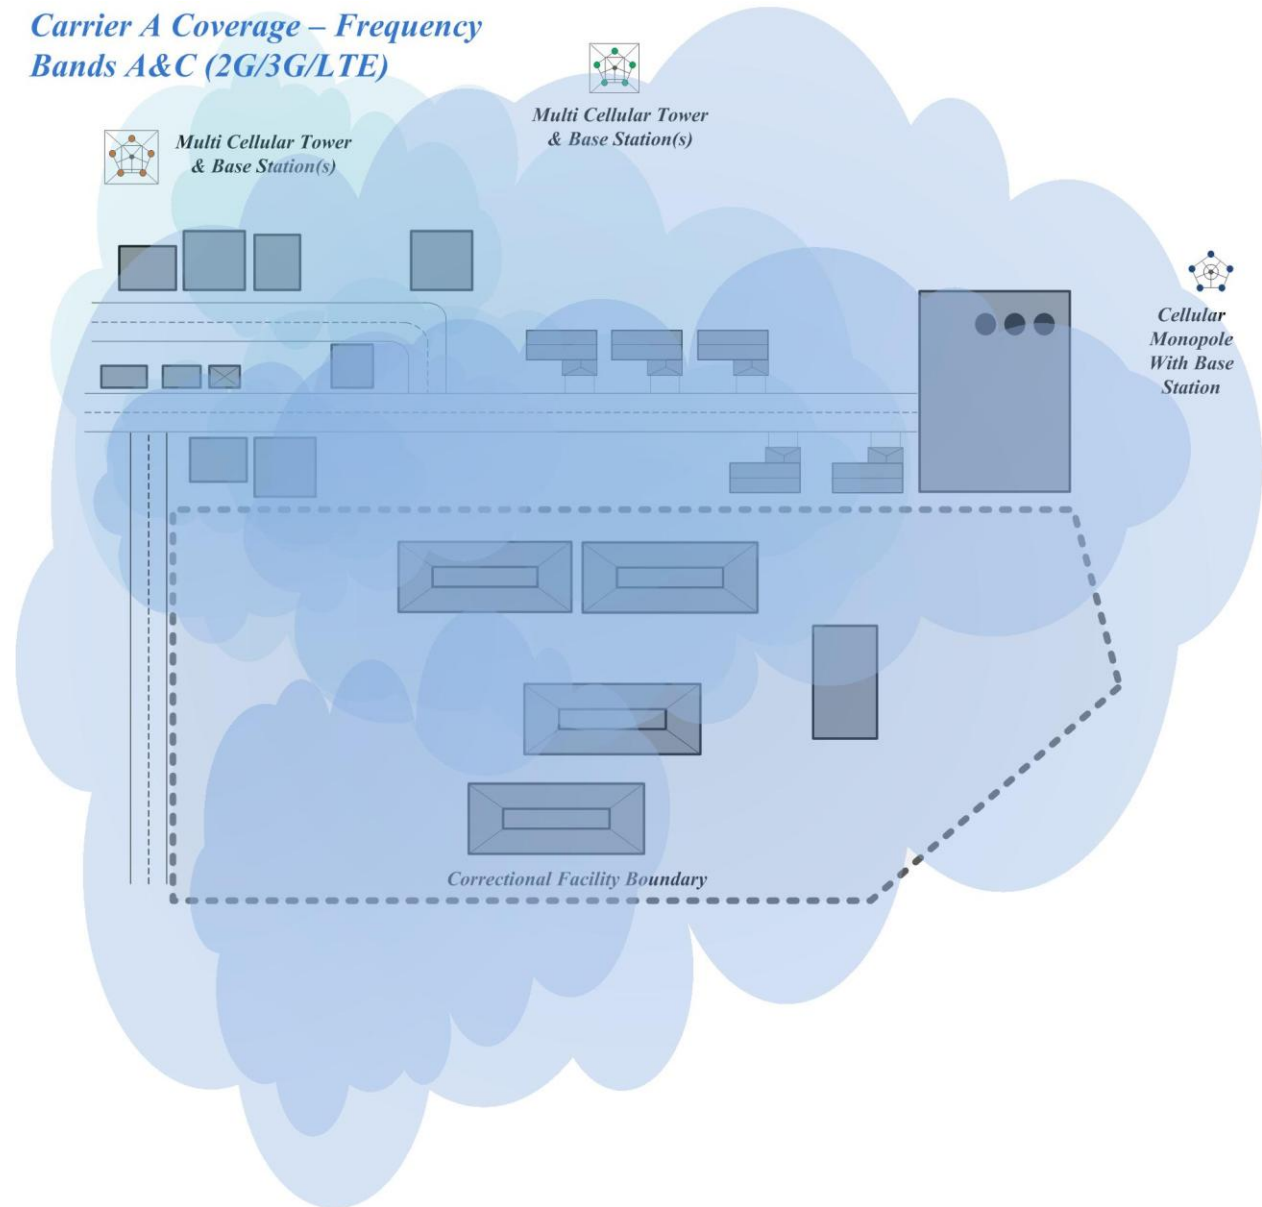 Carrier A Coverage – Frequency
Bands A&C (2G/3G/LTE)
Multi Cellular Tower
& Base Station(s)
Multi Cellular Tower
& Base Station(s)
Cellular
Monopole
With Base
Station
Correctional Facility Boundary